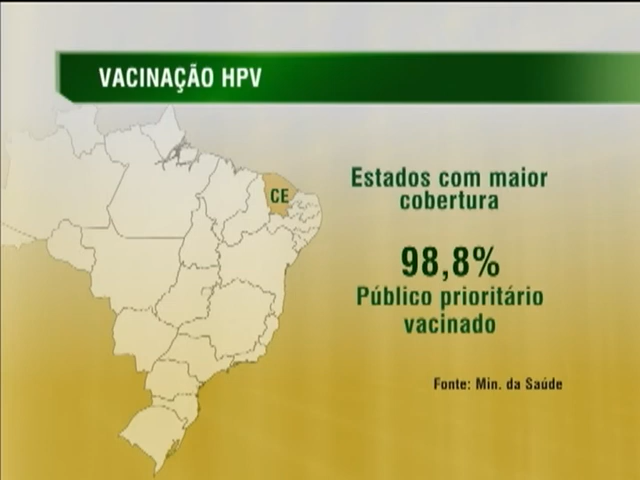 VACINAÇÃO HPV
CE
Estados com maior
cobertura
98,8%
Público prioritário
vacinado
Fonte: Min. da Saúde